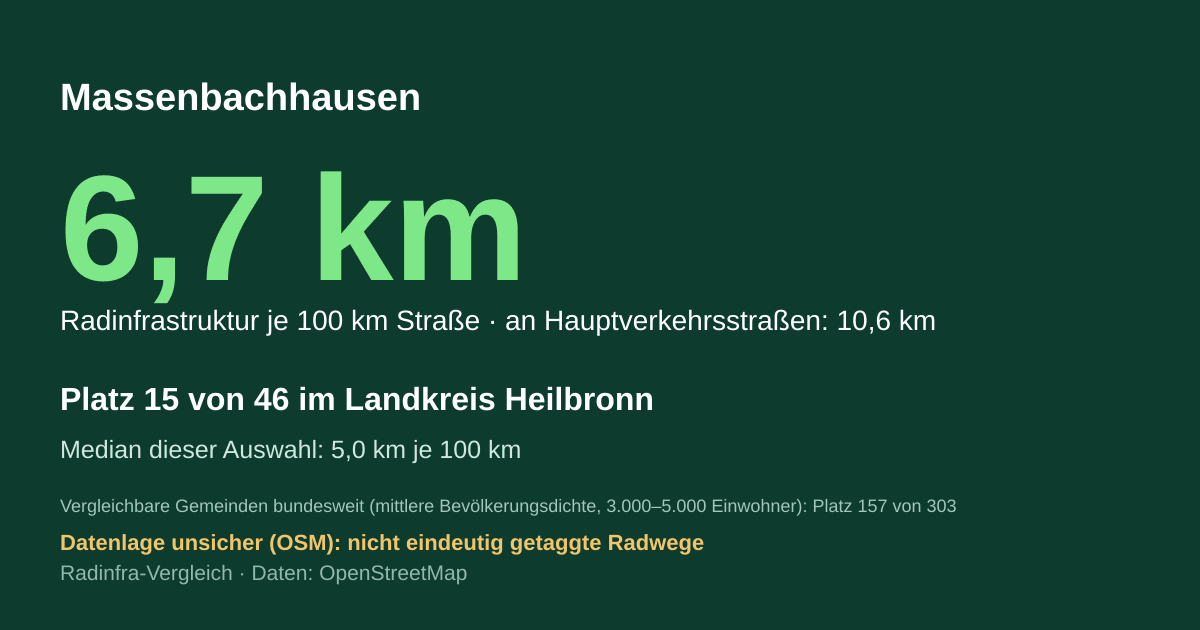 Massenbachhausen
6,7 km
Radinfrastruktur je 100 km Straße · an Hauptverkehrsstraßen: 10,6 km
Platz 15 von 46 im Landkreis Heilbronn
Median dieser Auswahl: 5,0 km je 100 km
Vergleichbare Gemeinden bundesweit (mittlere Bevölkerungsdichte, 3.000–5.000 Einwohner): Platz 157 von 303
Datenlage unsicher (OSM): nicht eindeutig getaggte Radwege
Radinfra-Vergleich · Daten: OpenStreetMap